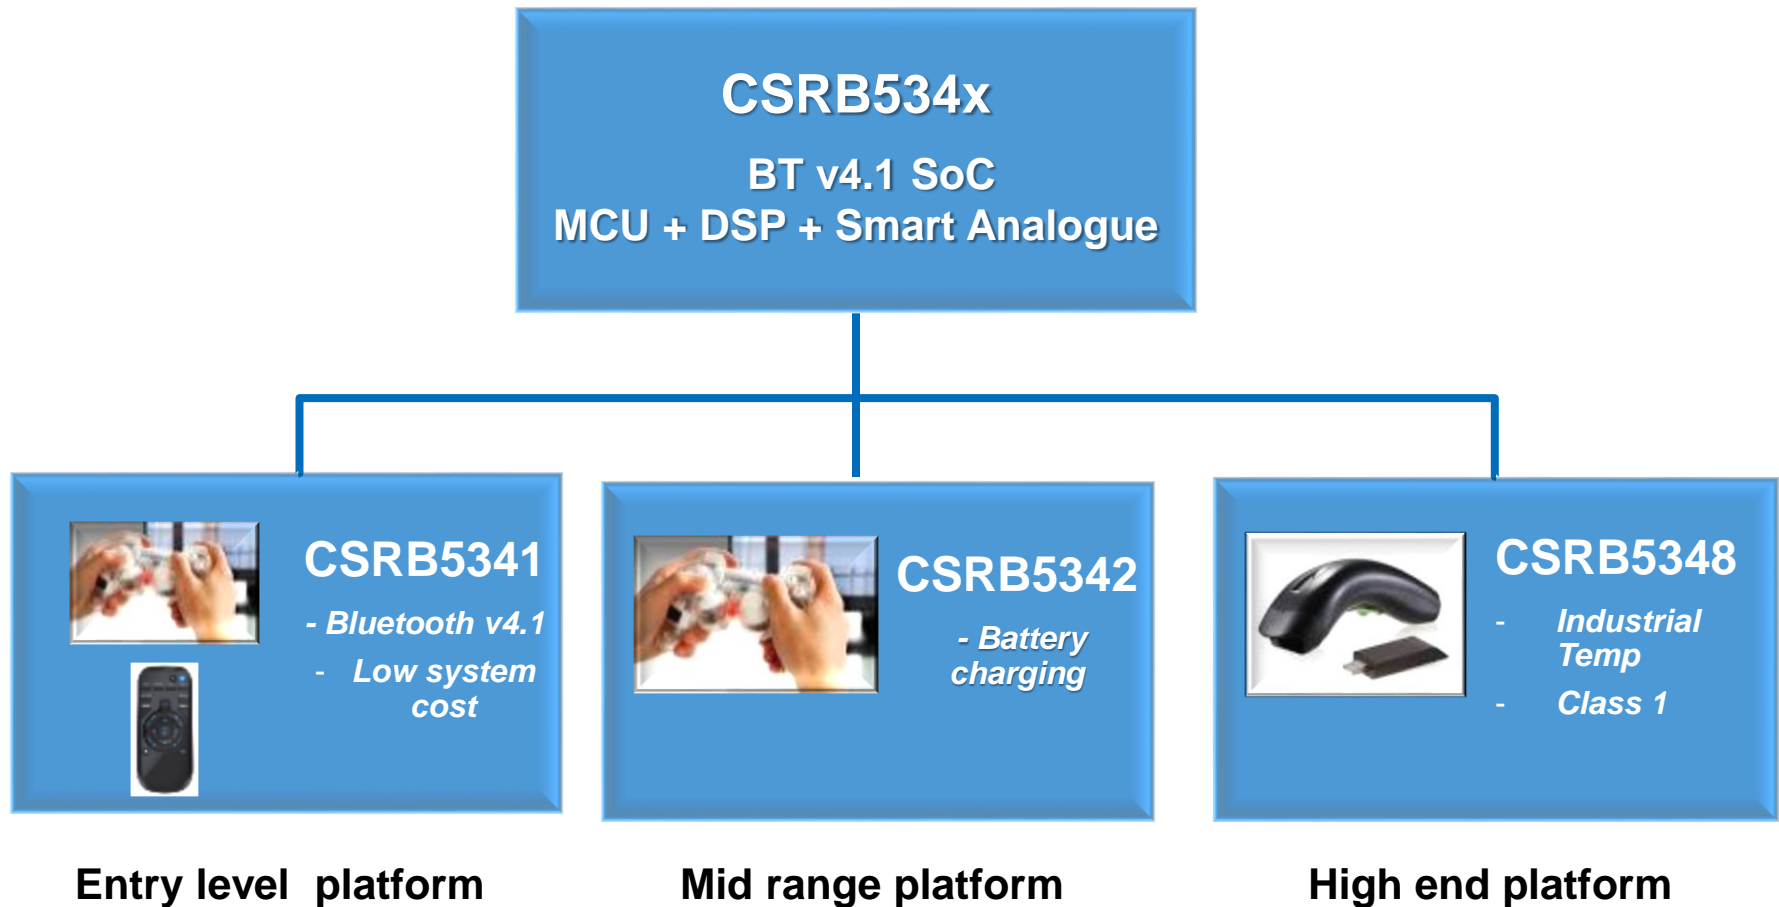 CSRB534x
BT v4.1 SoC
MCU + DSP + Smart Analogue
CSRB5341
- Bluetooth v4.1
- Low system
cost
CSRB5342
- Battery
charging
CSRB5348
- Industrial
Temp
- Class 1
Entry level platform
Mid range platform
High end platform